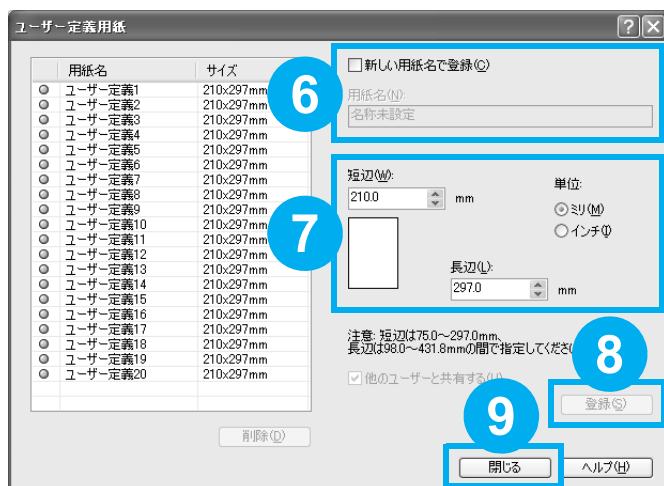 ユーザー定義用紙
用紙名 サイズ
ユーザー定義1 210x297mm
ユーザー定義2 210x297mm
ユーザー定義3 210x297mm
ユーザー定義4 210x297mm
ユーザー定義5 210x297mm
ユーザー定義6 210x297mm
ユーザー定義7 210x297mm
ユーザー定義8 210x297mm
ユーザー定義9 210x297mm
ユーザー定義10 210x297mm
ユーザー定義11 210x297mm
ユーザー定義12 210x297mm
ユーザー定義13 210x297mm
ユーザー定義14 210x297mm
ユーザー定義15 210x297mm
ユーザー定義16 210x297mm
ユーザー定義17 210x297mm
ユーザー定義18 210x297mm
ユーザー定義19 210x297mm
ユーザー定義20 210x297mm
削除(D)
6
新しい用紙名で登録(C)
用紙名(N):
名称未設定
7
短辺(W):
210.0 mm
単位:
ミリ(M)
インチ(I)
長辺(L):
297.0 mm
注意: 短辺は75.0～297.0mm、
長辺は98.0～431.8mmの間で指定してくださ
他のユーザーと共有する(U)
8
登録(S)
9
閉じる
ヘルプ(H)